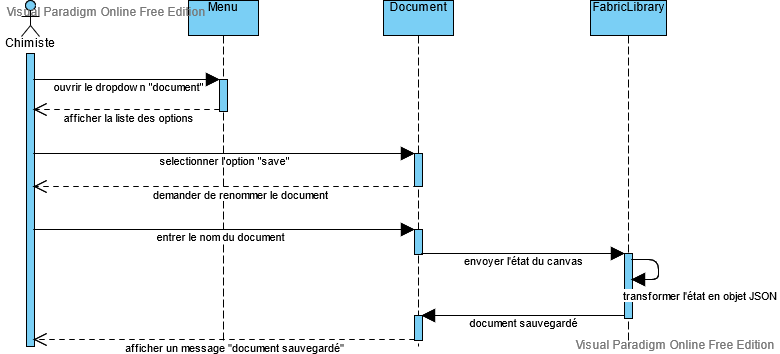 Visual Paradigm Online Free Edition
Menu
Document
FabricLibrary
Chimiste
ouvrir le dropdown "document"
afficher la liste des options
selectionner l'option "save"
demander de renommer le document
entrer le nom du document
envoyer l'état du canvas
transformer l'état en objet JSON
document sauvegardé
afficher un message "document sauvegardé"
Visual Paradigm Online Free Edition